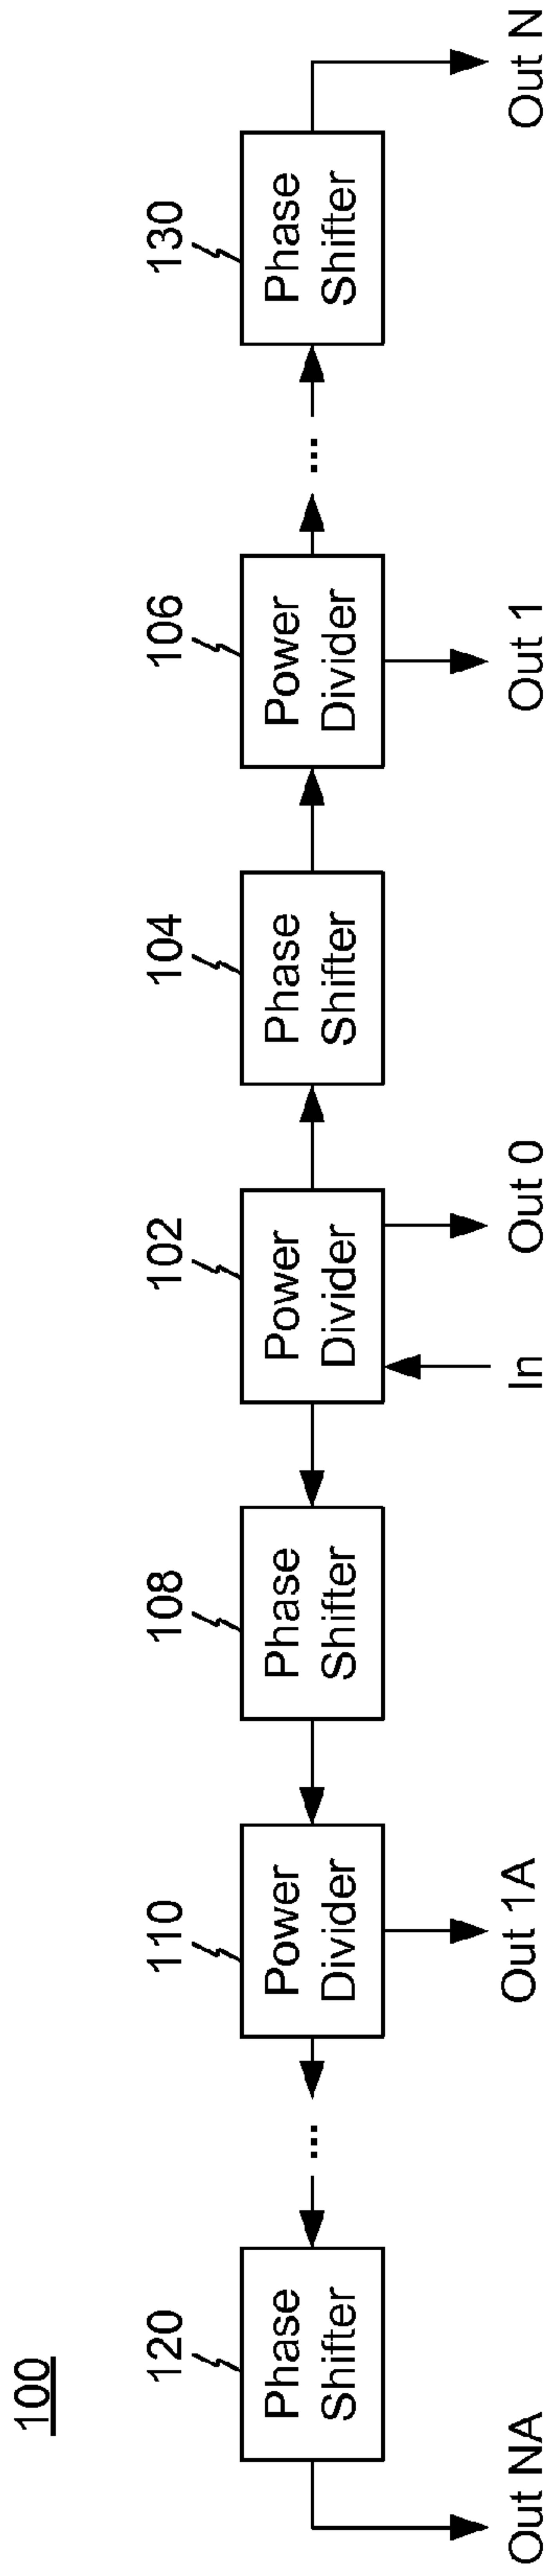 100
120
110
108
102
104
106
130
Phase
Shifter
...
Power
Divider
Phase
Shifter
Power
Divider
Phase
Shifter
Power
Divider
...
Phase
Shifter
Out NA
Out 1A
In
Out 0
Out 1
Out N